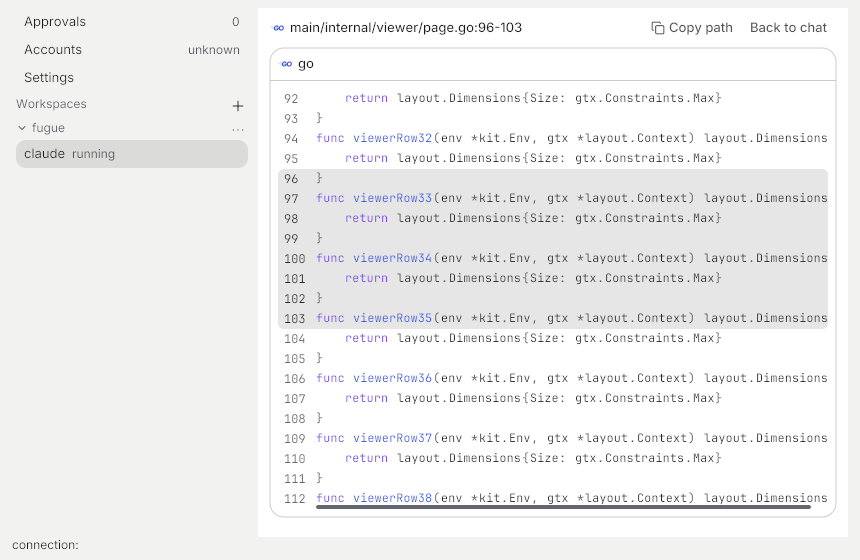 Approvals 0
Accounts unknown
Settings
Workspaces +
fugue ...
claude running
connection:
GO main/internal/viewer/page.go:96-103 Copy path Back to chat
GO go
92     return layout.Dimensions{Size: gtx.Constraints.Max}
93 }
94 func viewerRow32(env *kit.Env, gtx *layout.Context) layout.Dimensions
95     return layout.Dimensions{Size: gtx.Constraints.Max}
96 }
97 func viewerRow33(env *kit.Env, gtx *layout.Context) layout.Dimensions
98     return layout.Dimensions{Size: gtx.Constraints.Max}
99 }
100 func viewerRow34(env *kit.Env, gtx *layout.Context) layout.Dimensions
101     return layout.Dimensions{Size: gtx.Constraints.Max}
102 }
103 func viewerRow35(env *kit.Env, gtx *layout.Context) layout.Dimensions
104     return layout.Dimensions{Size: gtx.Constraints.Max}
105 }
106 func viewerRow36(env *kit.Env, gtx *layout.Context) layout.Dimensions
107     return layout.Dimensions{Size: gtx.Constraints.Max}
108 }
109 func viewerRow37(env *kit.Env, gtx *layout.Context) layout.Dimensions
110     return layout.Dimensions{Size: gtx.Constraints.Max}
111 }
112 func viewerRow38(env *kit.Env, gtx *layout.Context) layout.Dimensions